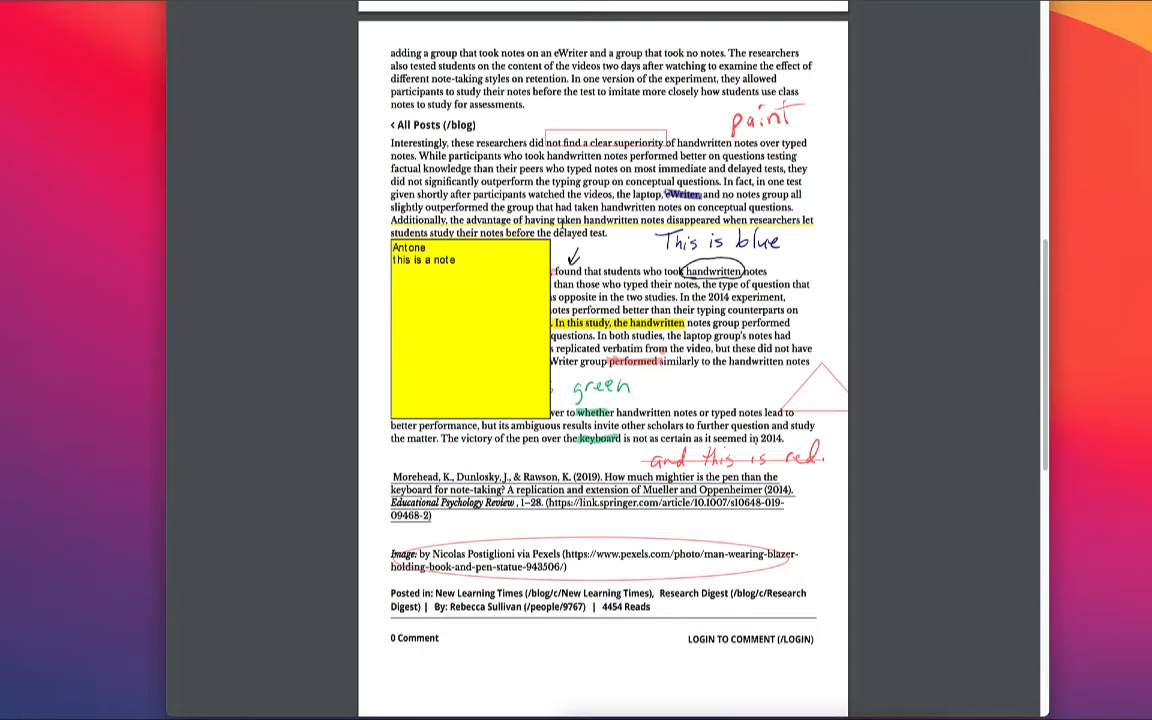 adding a group that took notes on an eWriter and a group that took no notes. The researchers
also tested students on the content of the videos two days after watching to examine the effect of
different note-taking styles on retention. In one version of the experiment, they allowed
participants to study their notes before the test to imitate more closely how students use class
notes to study for assessments.
paint
< All Posts (/blog)
Interestingly, these researchers did not find a clear superiority of handwritten notes over typed
notes. While participants who took handwritten notes performed better on questions testing
factual knowledge than their peers who typed notes on most immediate and delayed tests, they
did not significantly outperform the typing group on conceptual questions. In fact, in one test
given shortly after participants watched the videos, the laptop, eWriter, and no notes group all
slightly outperformed the group that had taken handwritten notes on conceptual questions.
Additionally, the advantage of having taken handwritten notes disappeared when researchers let
students study their notes before the delayed test.
This is blue
Antone
this is a note
found that students who took handwritten notes
than those who typed their notes, the type of question that
s opposite in the two studies. In the 2014 experiment,
otes performed better than their typing counterparts on
. In this study, the handwritten notes group performed
questions. In both studies, the laptop group's notes had
s replicated verbatim from the video, but these did not have
Writer group performed similarly to the handwritten notes
green
ver to whether handwritten notes or typed notes lead to
better performance, but its ambiguous results invite other scholars to further question and study
the matter. The victory of the pen over the keyboard is not as certain as it seemed in 2014.
and this is red.
Morehead, K., Dunlosky, J., & Rawson, K. (2019). How much mightier is the pen than the
keyboard for note-taking? A replication and extension of Mueller and Oppenheimer (2014).
Educational Psychology Review , 1–28. (https://link.springer.com/article/10.1007/s10648-019-
09468-2)
Image: by Nicolas Postiglioni via Pexels (https://www.pexels.com/photo/man-wearing-blazer-
holding-book-and-pen-statue-943506/)
Posted in: New Learning Times (/blog/c/New Learning Times), Research Digest (/blog/c/Research
Digest) | By: Rebecca Sullivan (/people/9767) | 4454 Reads
0 Comment LOGIN TO COMMENT (/LOGIN)